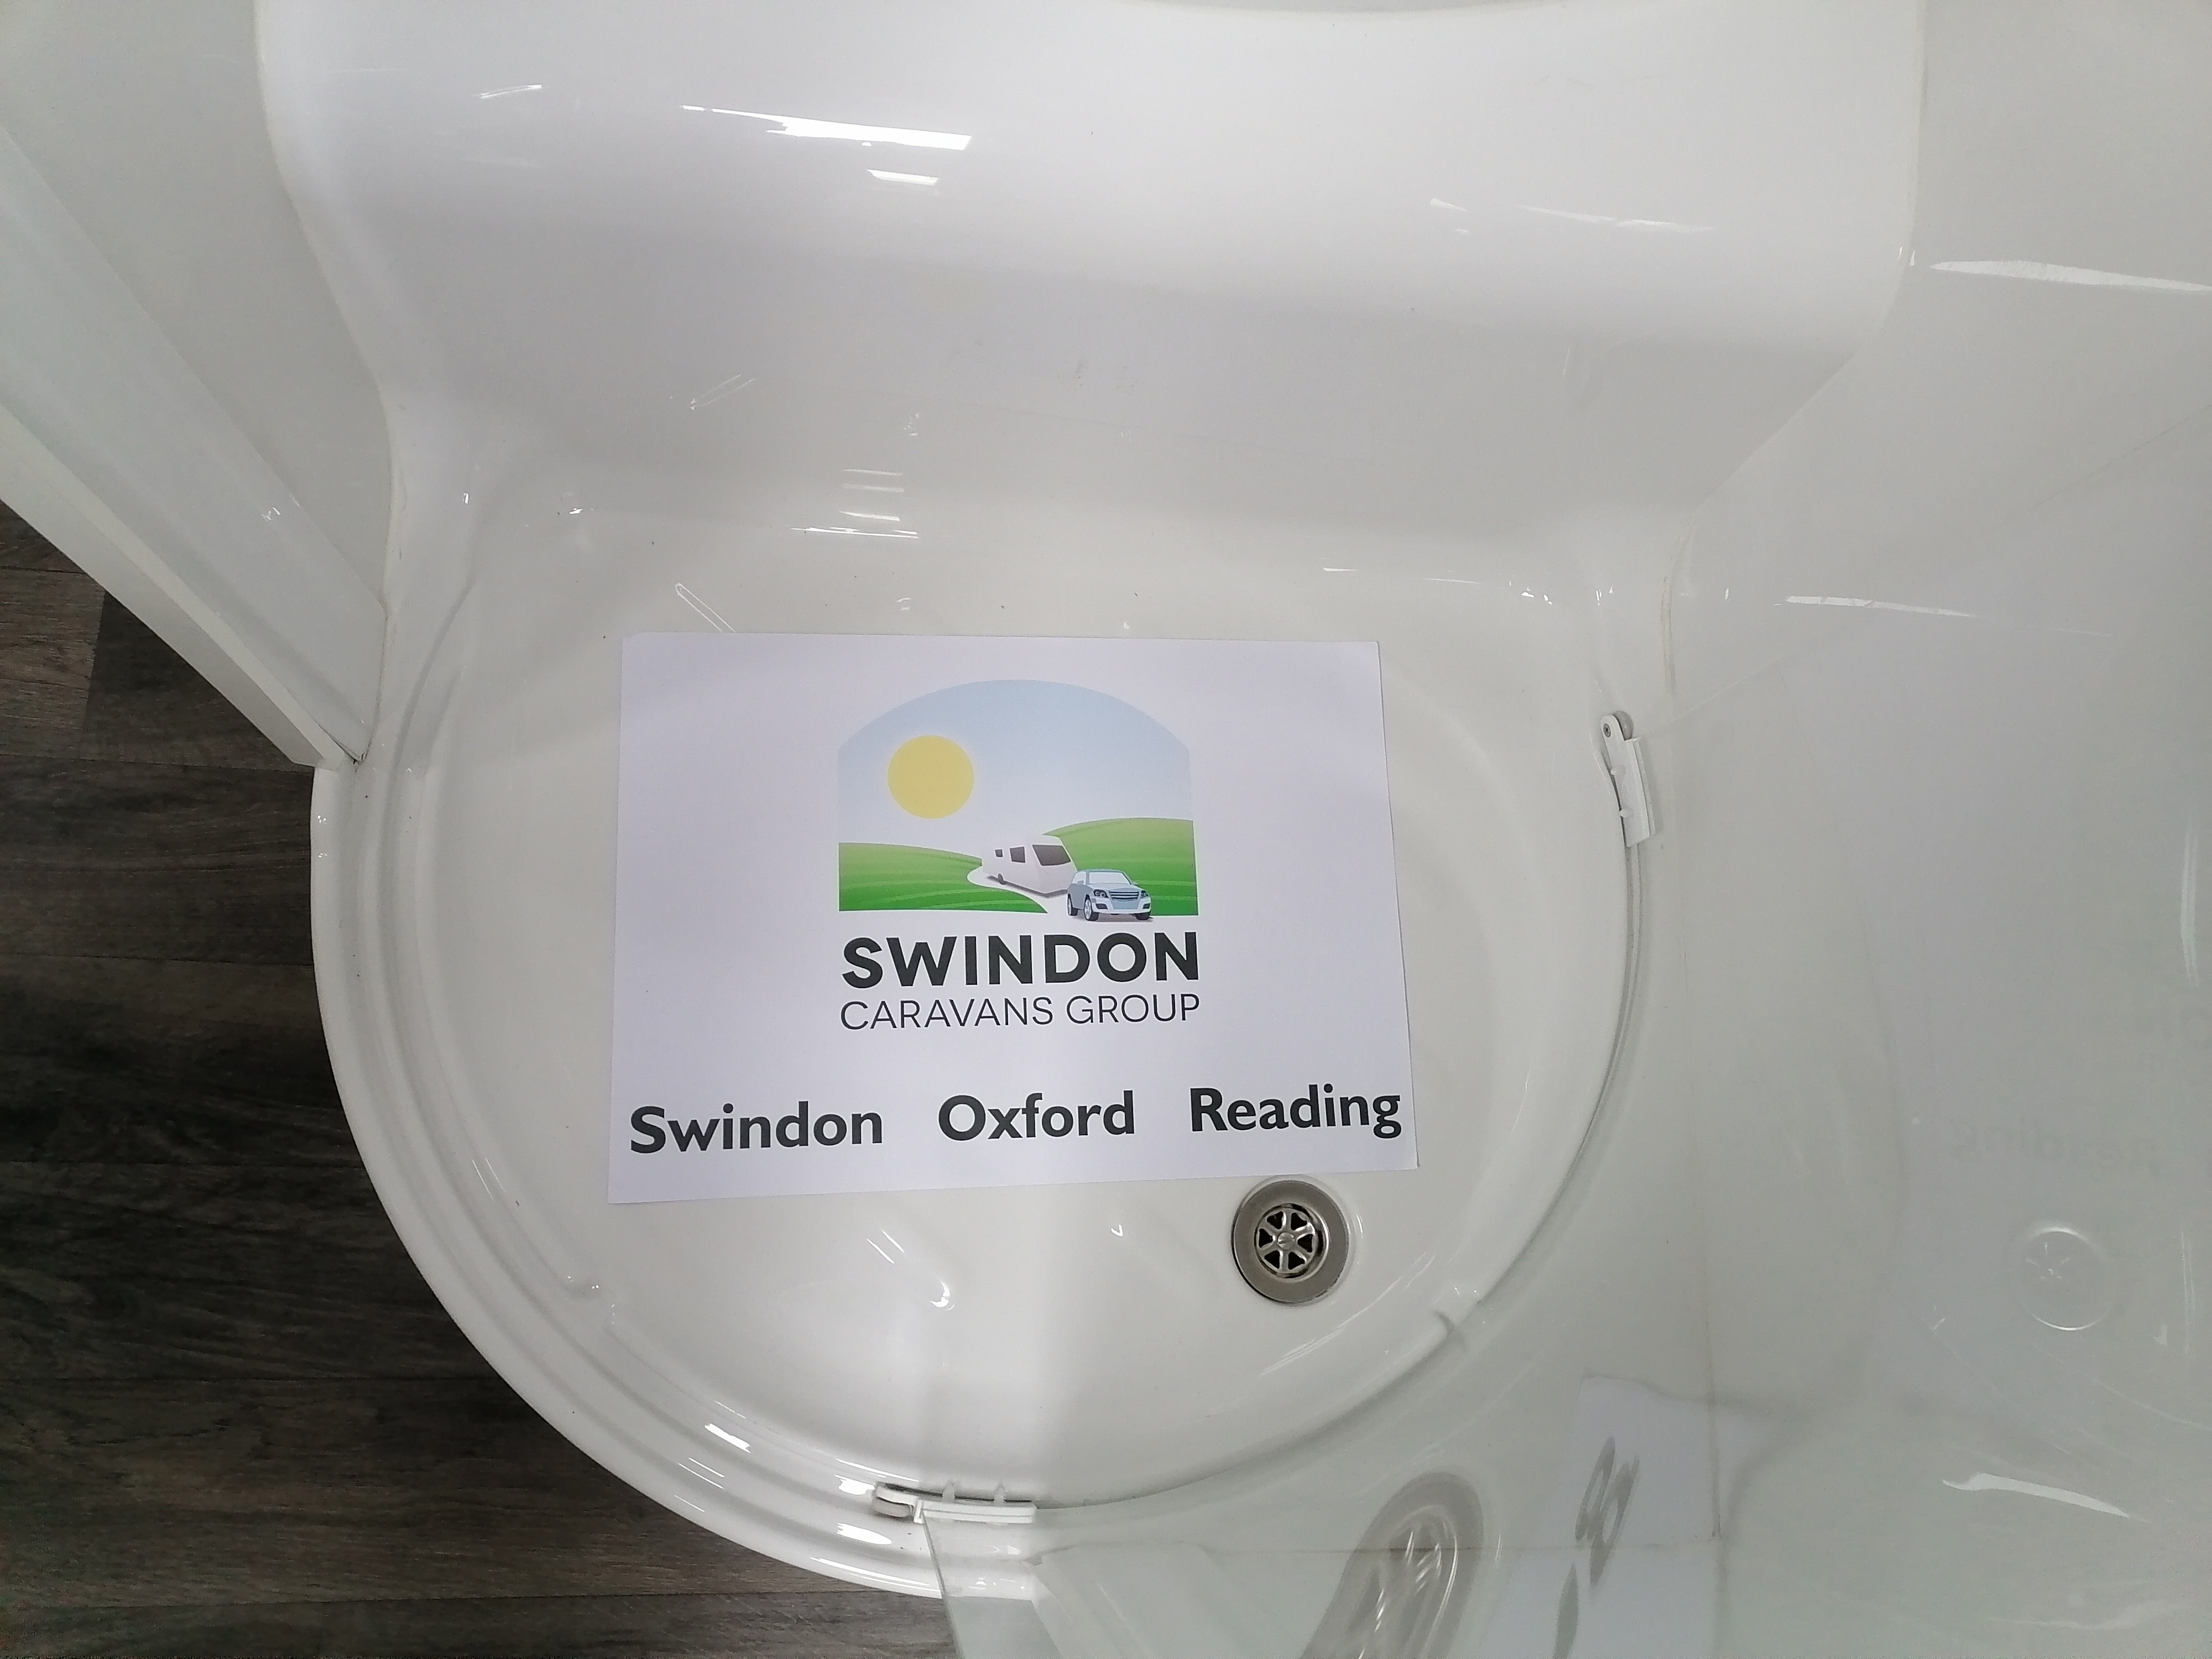 SWINDON
CARAVANS GROUP
Swindon Oxford Reading